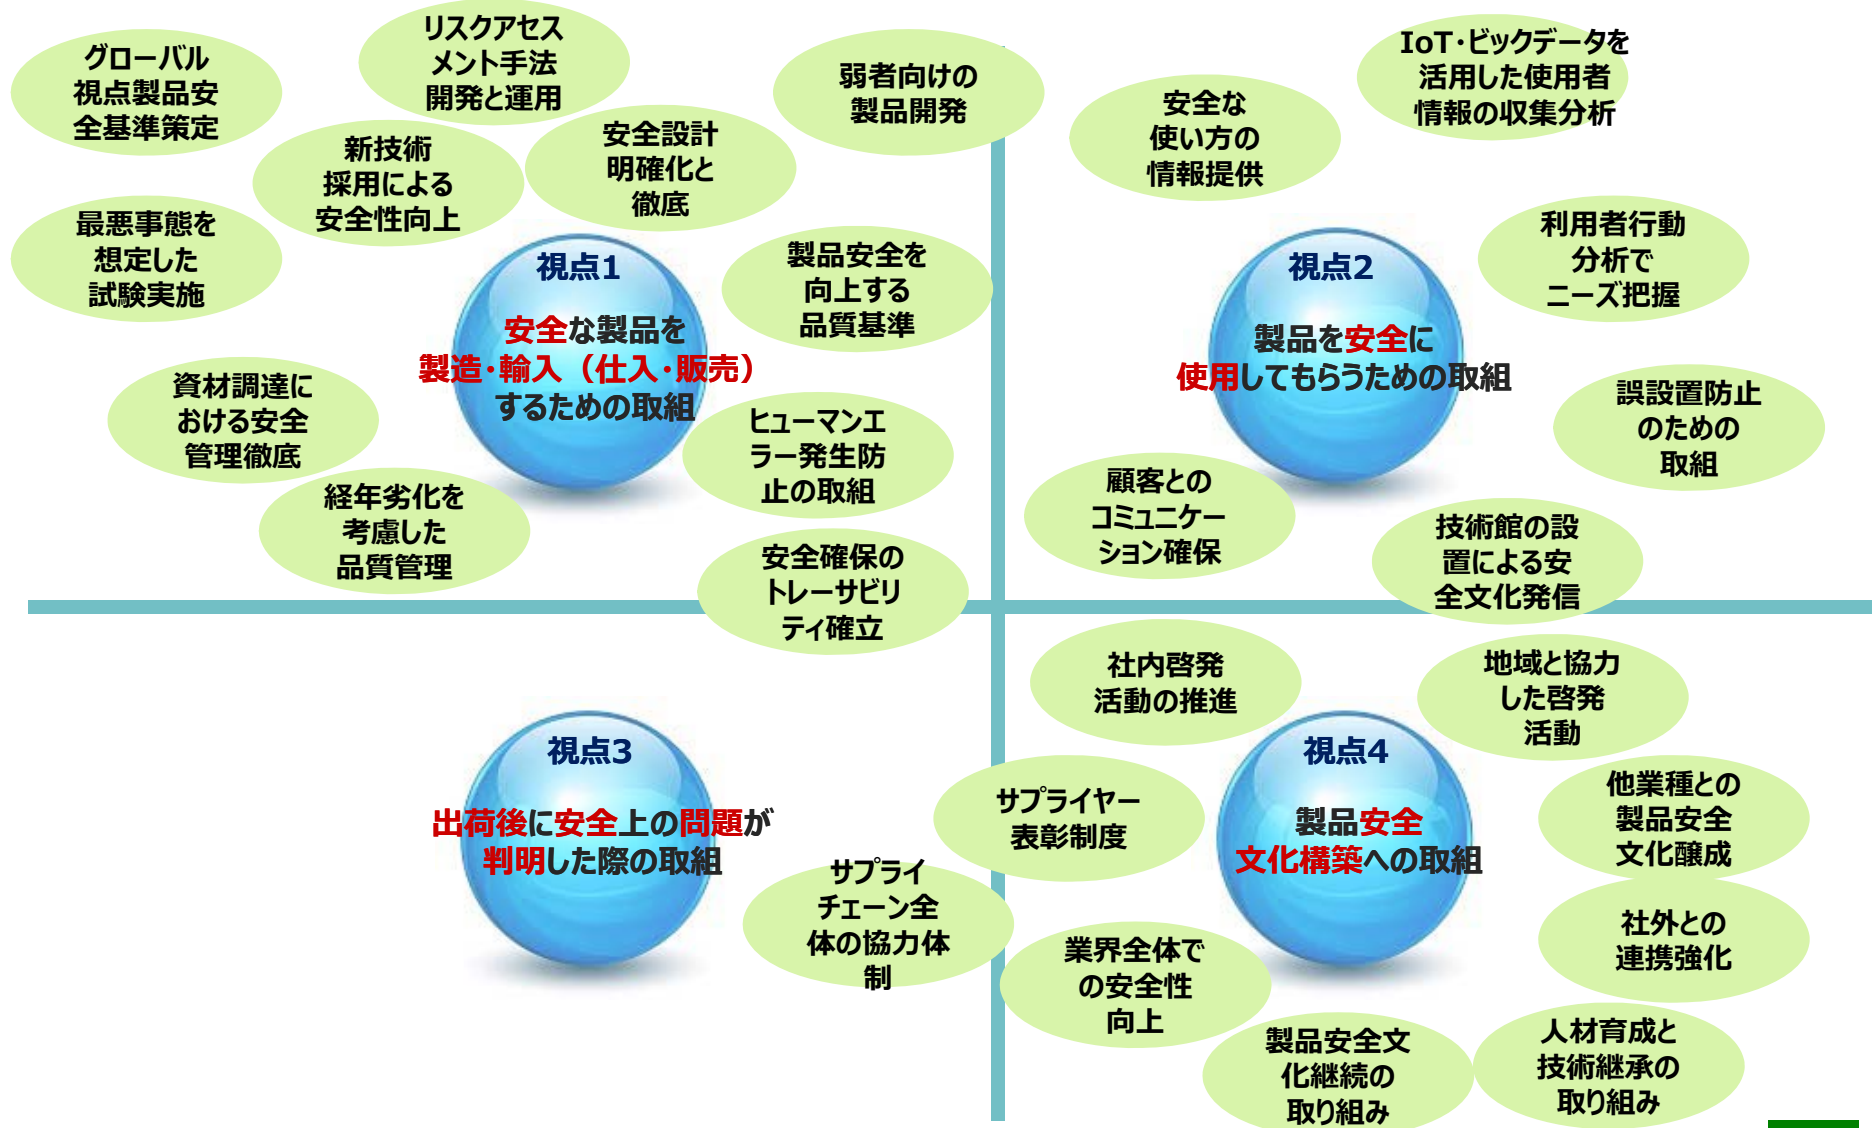 グローバル
視点製品安
全基準策定
リスクアセス
メント手法
開発と運用
弱者向けの
製品開発
新技術
採用による
安全性向上
安全設計
明確化と
徹底
最悪事態を
想定した
試験実施
視点1
安全な製品を
製造・輸入（仕入・販売）
するための取組
製品安全を
向上する
品質基準
資材調達に
おける安全
管理徹底
ヒューマンエ
ラー発生防
止の取組
経年劣化を
考慮した
品質管理
安全確保の
トレーサビリ
ティ確立
IoT・ビックデータを
活用した使用者
情報の収集分析
安全な
使い方の
情報提供
利用者行動
分析で
ニーズ把握
視点2
製品を安全に
使用してもらうための取組
誤設置防止
のための
取組
顧客との
コミュニケー
ション確保
技術館の設
置による安
全文化発信
視点3
出荷後に安全上の問題が
判明した際の取組
サプライ
チェーン全
体の協力体
制
社内啓発
活動の推進
地域と協力
した啓発
活動
視点4
製品安全
文化構築への取組
サプライヤー
表彰制度
他業種との
製品安全
文化醸成
社外との
連携強化
業界全体で
の安全性
向上
製品安全文
化継続の
取り組み
人材育成と
技術継承の
取り組み